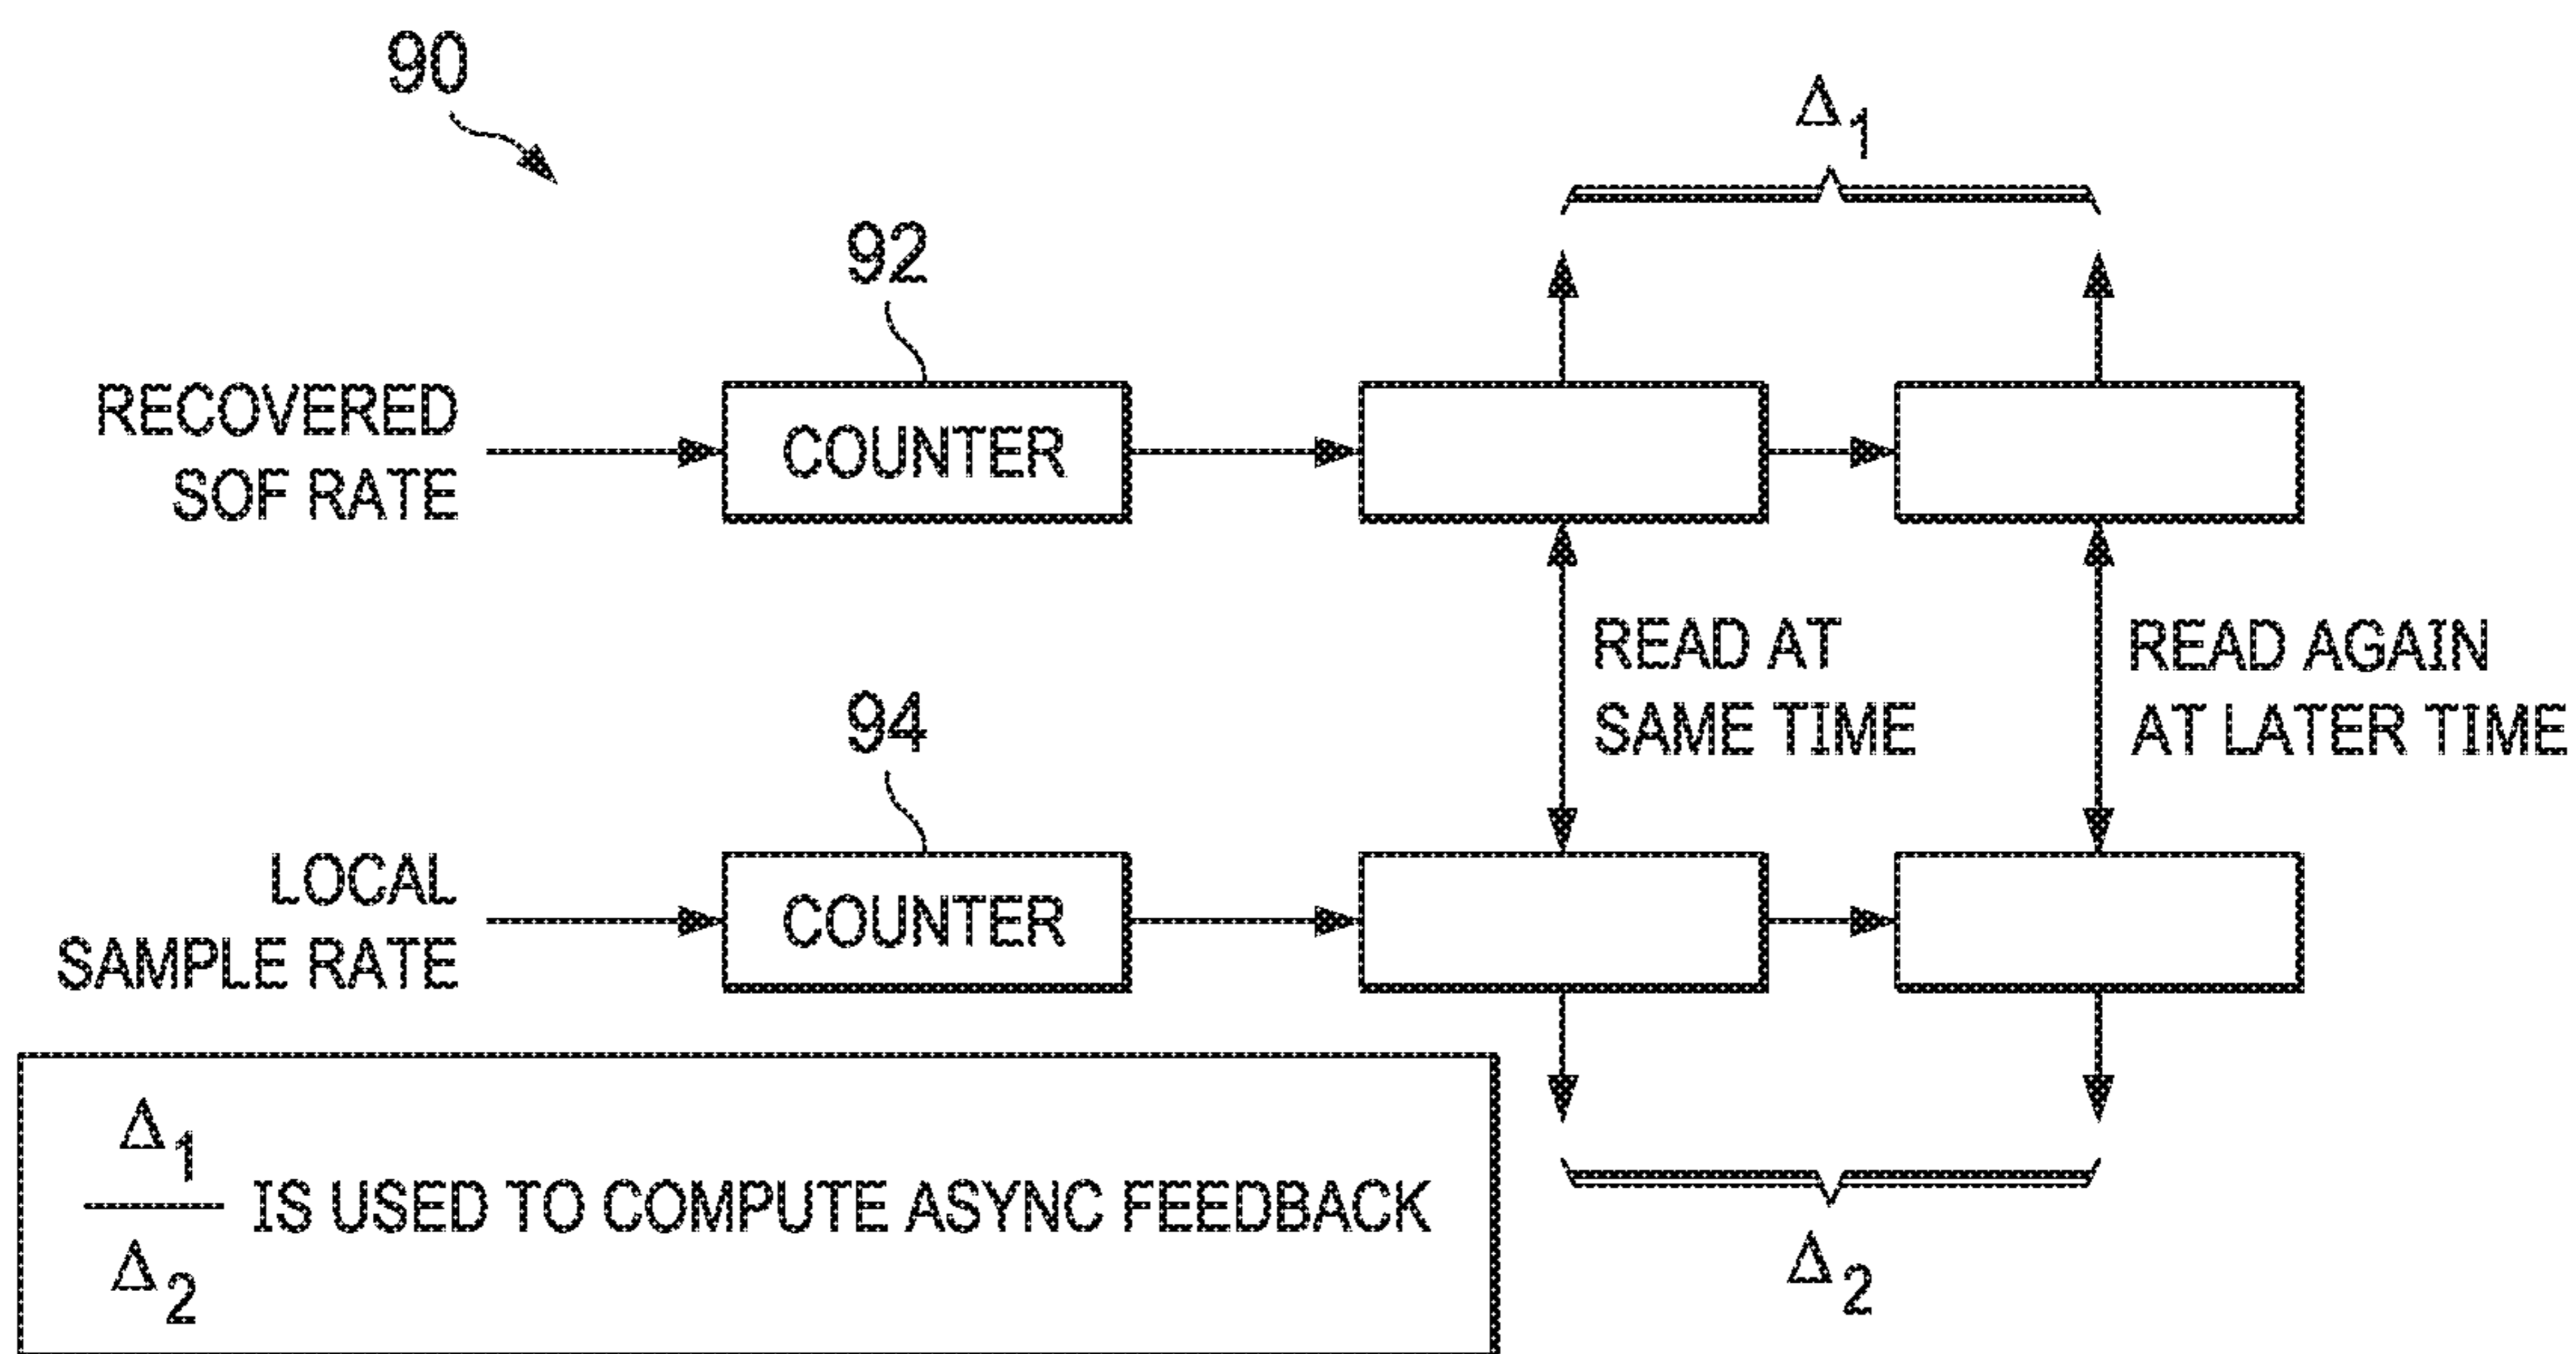 90
Δ1
92
RECOVERED
SOF RATE
COUNTER
READ AT
SAME TIME
READ AGAIN
AT LATER TIME
94
LOCAL
SAMPLE RATE
COUNTER
Δ1
Δ2
IS USED TO COMPUTE ASYNC FEEDBACK
Δ2